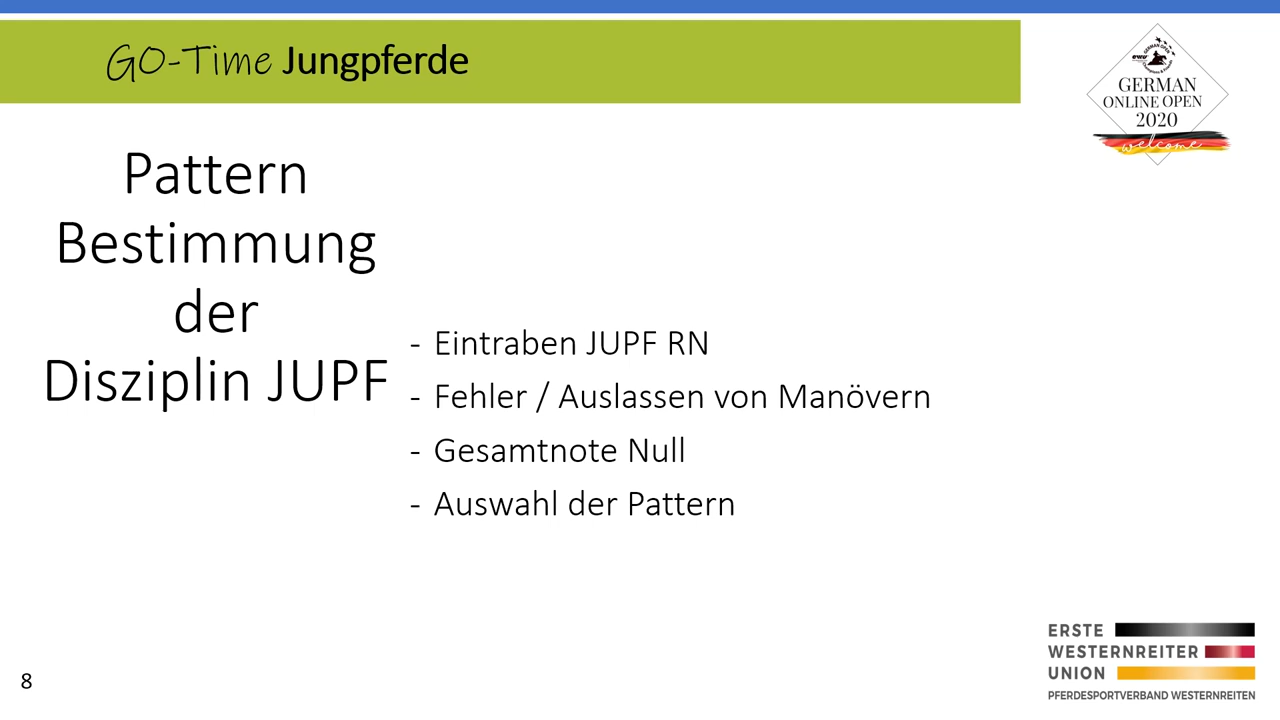 GO-Time Jungpferde
GERMAN
ONLINE OPEN
2020
welcome
Pattern
Bestimmung
der
Disziplin JUPF
- Eintraben JUPF RN
- Fehler / Auslassen von Manövern
- Gesamtnote Null
- Auswahl der Pattern
ERSTE
WESTERNREITER
UNION
PFERDESPORTVERBAND WESTERNREITEN
8